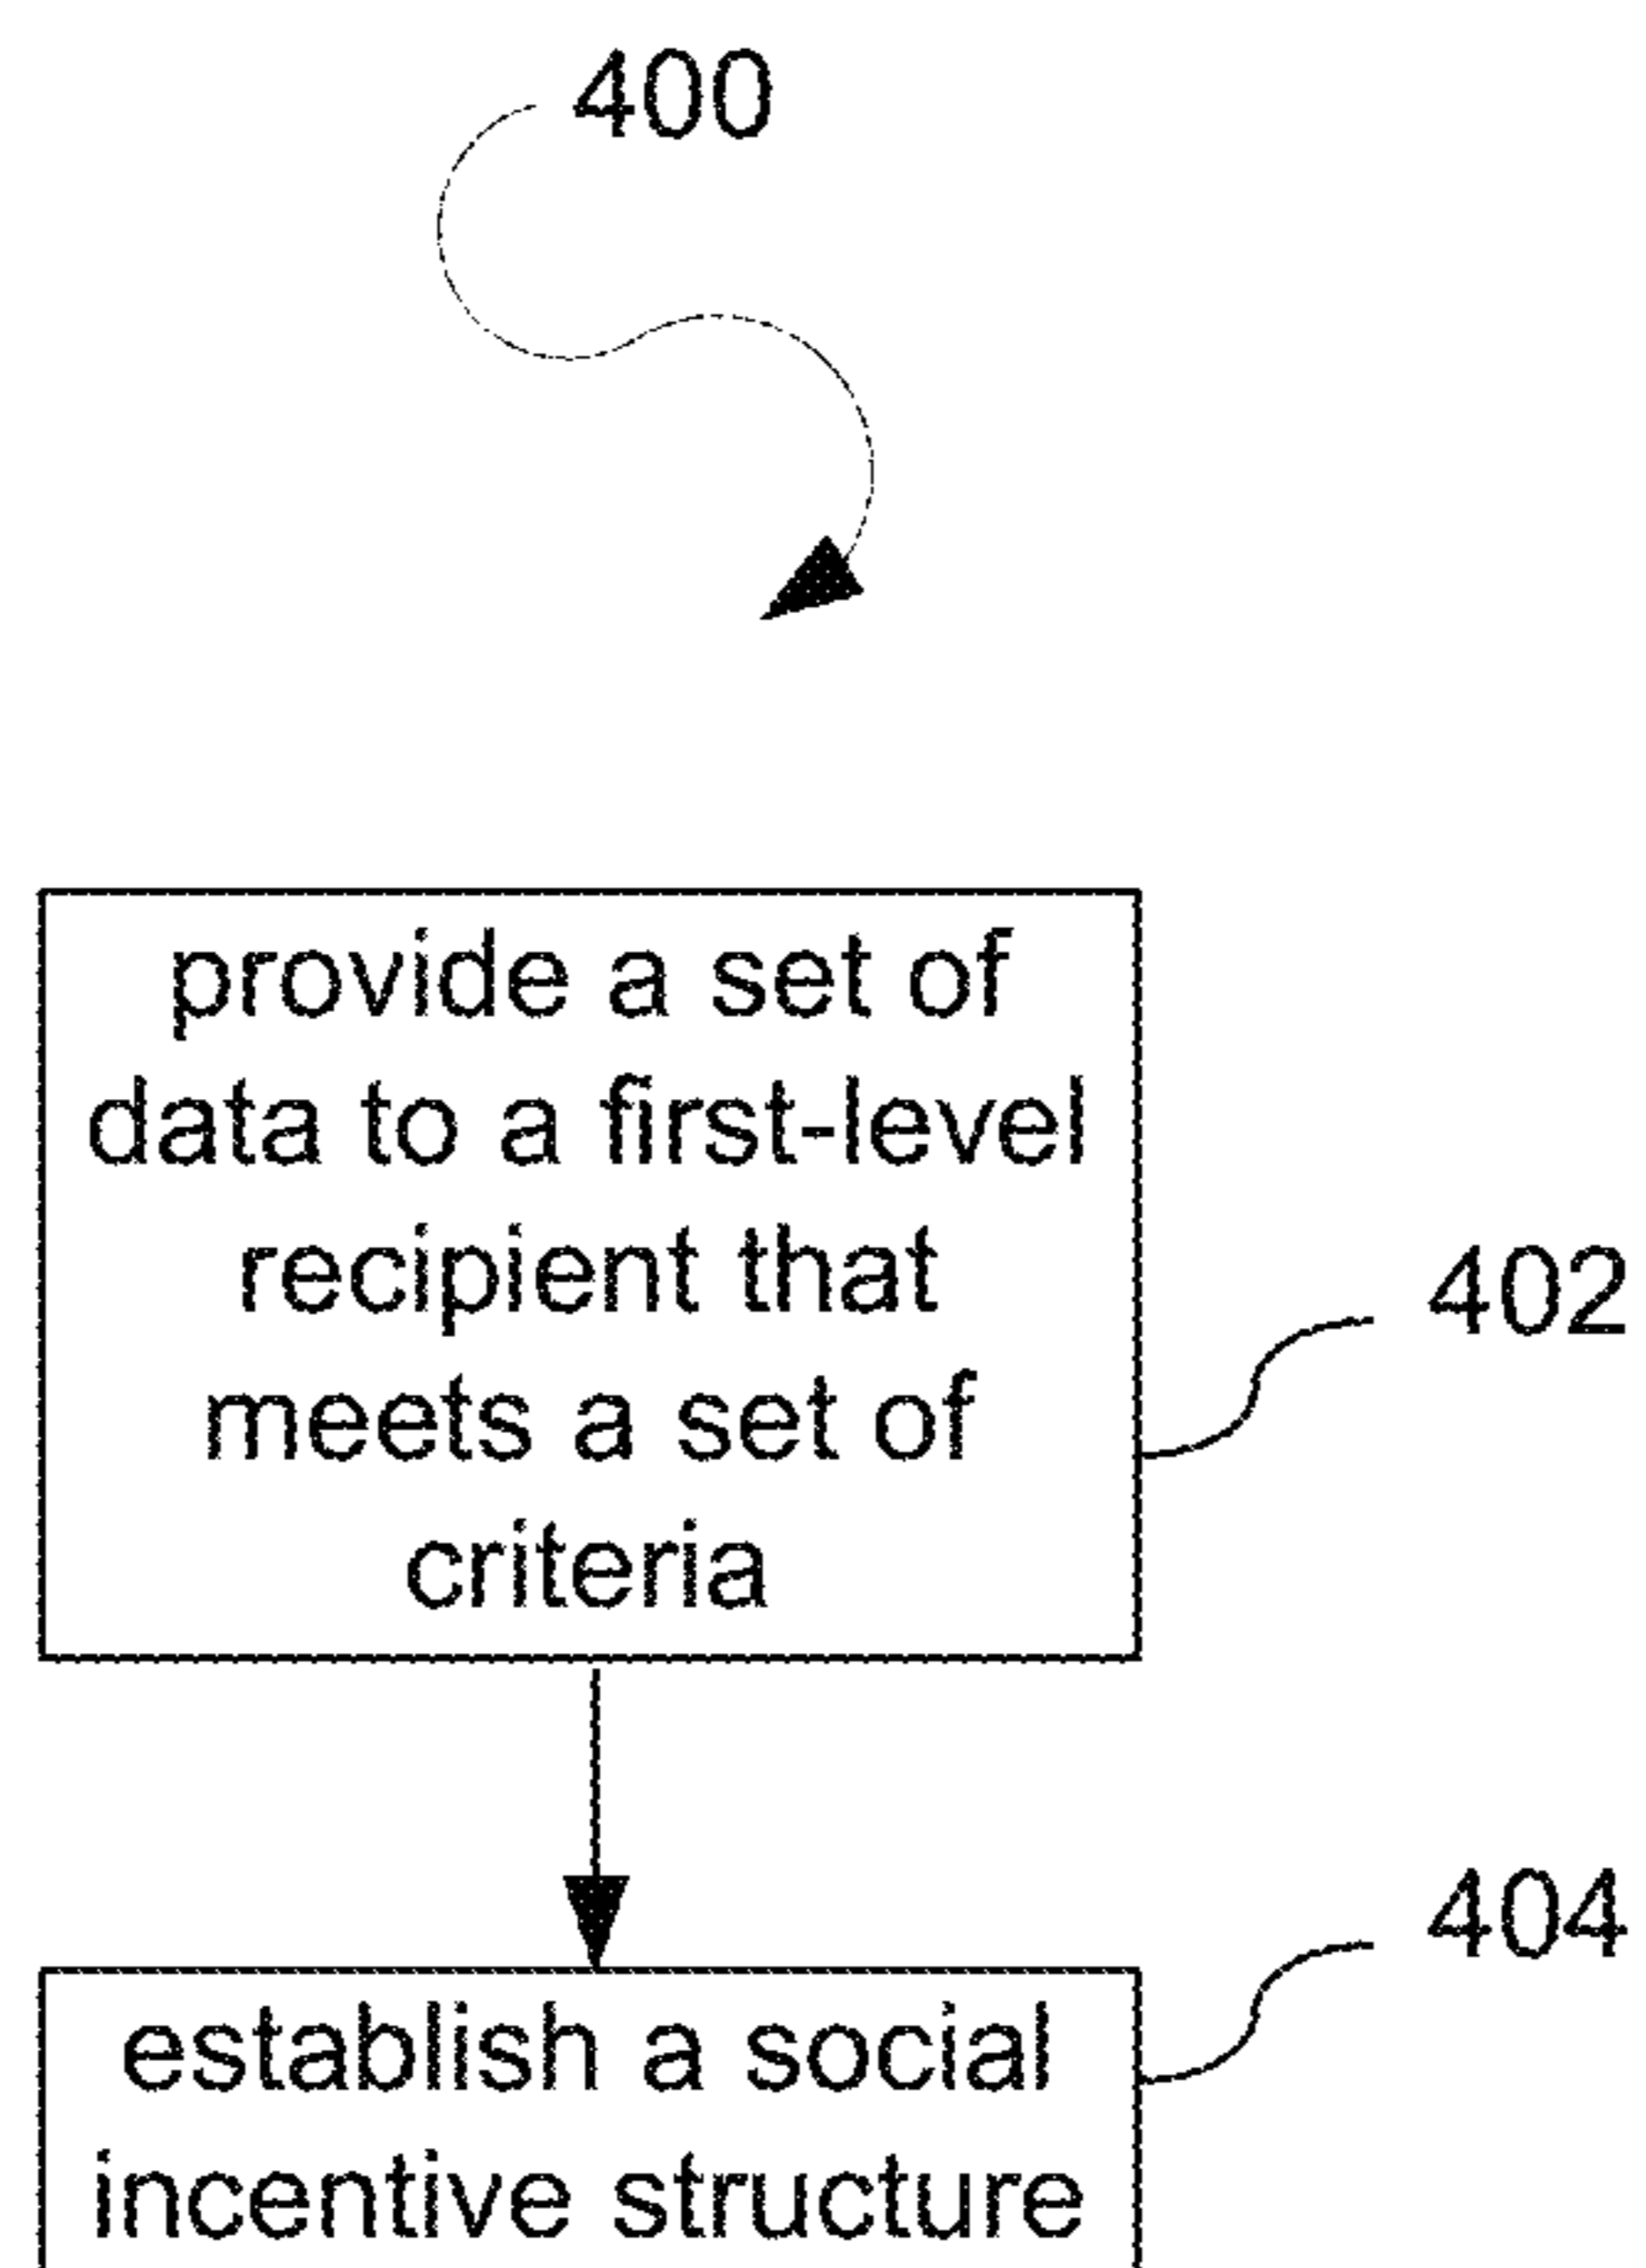 400
provide a set of
data to a first-level
recipient that
meets a set of
criteria
402
404
establish a social
incentive structure